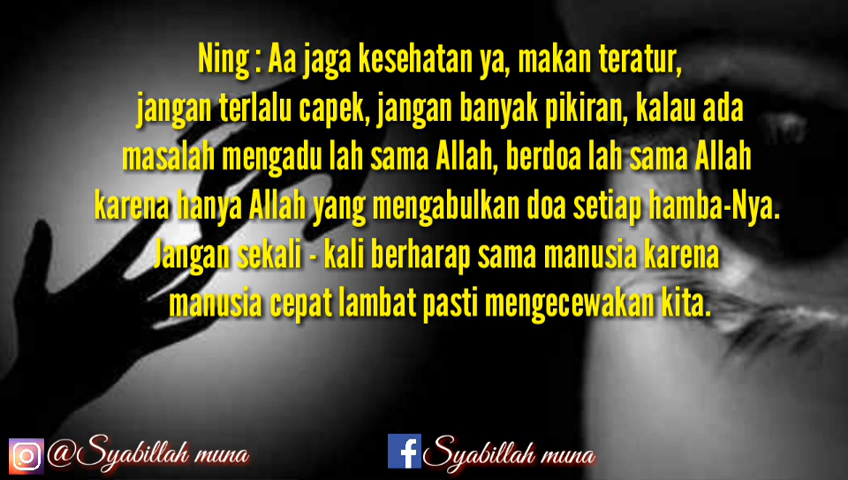 Ning : Aa jaga kesehatan ya, makan teratur,
jangan terlalu capek, jangan banyak pikiran, kalau ada
masalah mengadu lah sama Allah, berdoa lah sama Allah
karena hanya Allah yang mengabulkan doa setiap hamba-Nya.
Jangan sekali - kali berharap sama manusia karena
manusia cepat lambat pasti mengecewakan kita.
@Syabillah muna
Syabillah muna